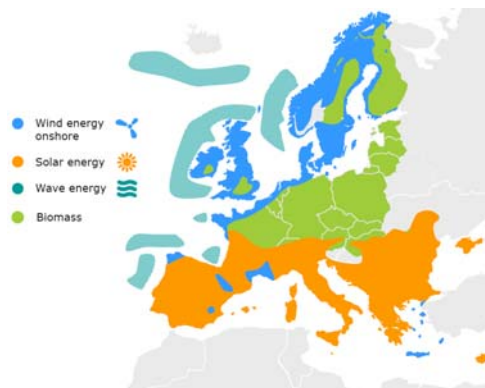 Wind energy
onshore
Solar energy
Wave energy
Biomass